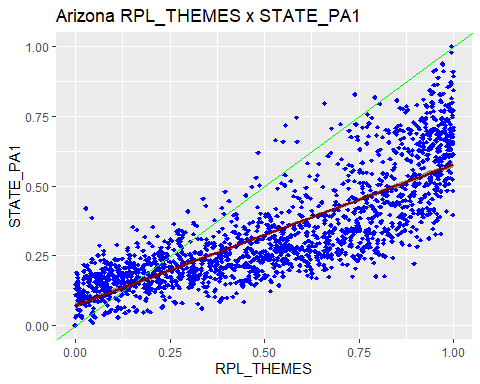 Arizona RPL_THEMES x STATE_PA1
1.00
0.75
0.50
0.25
0.00
STATE_PA1
0.00 0.25 0.50 0.75 1.00
RPL_THEMES